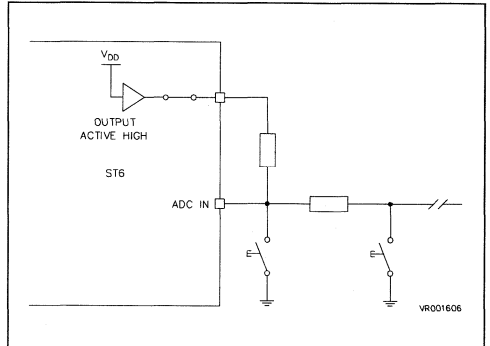 VDD
OUTPUT
ACTIVE HIGH
ST6
ADC IN
VR001606